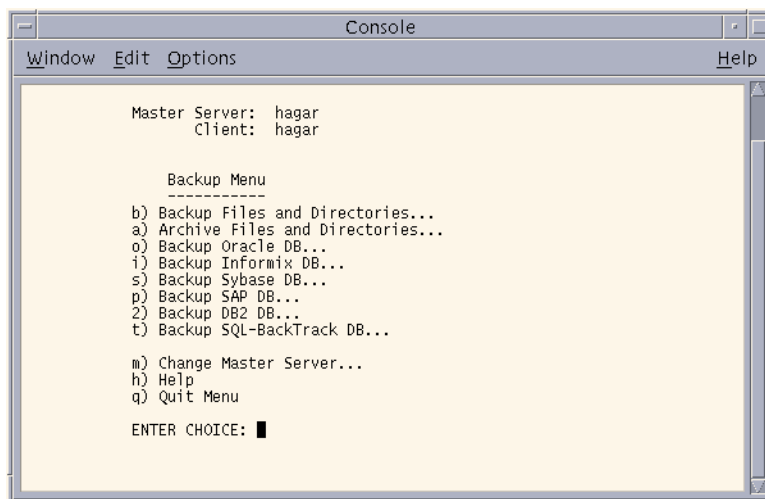 Console
Window Edit Options Help
Master Server: hagar
Client: hagar
Backup Menu
-----------
b) Backup Files and Directories...
a) Archive Files and Directories...
o) Backup Oracle DB...
i) Backup Informix DB...
s) Backup Sybase DB...
p) Backup SAP DB...
2) Backup DB2 DB...
t) Backup SQL-BackTrack DB...
m) Change Master Server...
h) Help
q) Quit Menu
ENTER CHOICE: